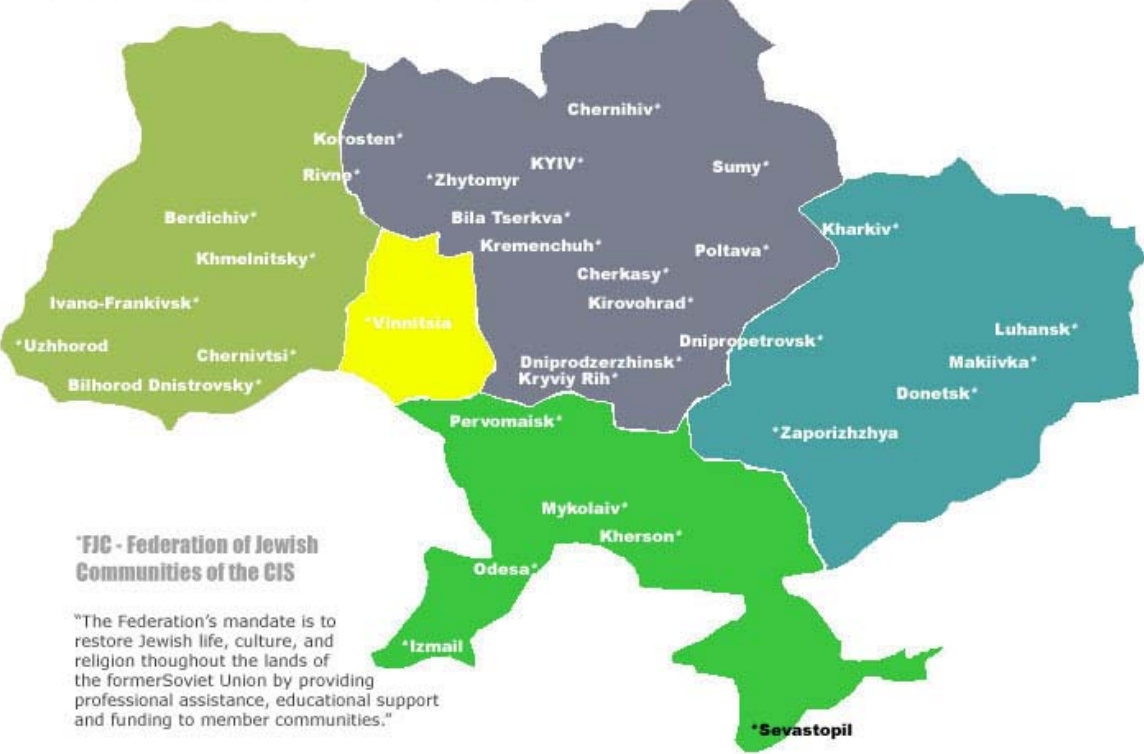 Chernihiv*
Korosten*
KYIV*
Sumy*
Rivne*
*Zhytomyr
Berdichiv*
Bila Tserkva*
Kharkiv*
Kremenchuh*
Poltava*
Khmelnitsky*
Cherkasy*
Ivano-Frankivsk*
Kirovohrad*
*Vinnitsia
Luhansk*
*Uzhhorod
Dnipropetrovsk*
Chernivtsi*
Dniprodzerzhinsk*
Makiivka*
Bilhorod Dnistrovsky*
Kryviy Rih*
Donetsk*
Pervomaisk*
*Zaporizhzhya
Mykolaiv*
Kherson*
Odesa*
*Izmail
*Sevastopil
*FJC - Federation of Jewish
Communities of the CIS
"The Federation's mandate is to
restore Jewish life, culture, and
religion thoughout the lands of
the formerSoviet Union by providing
professional assistance, educational support
and funding to member communities."